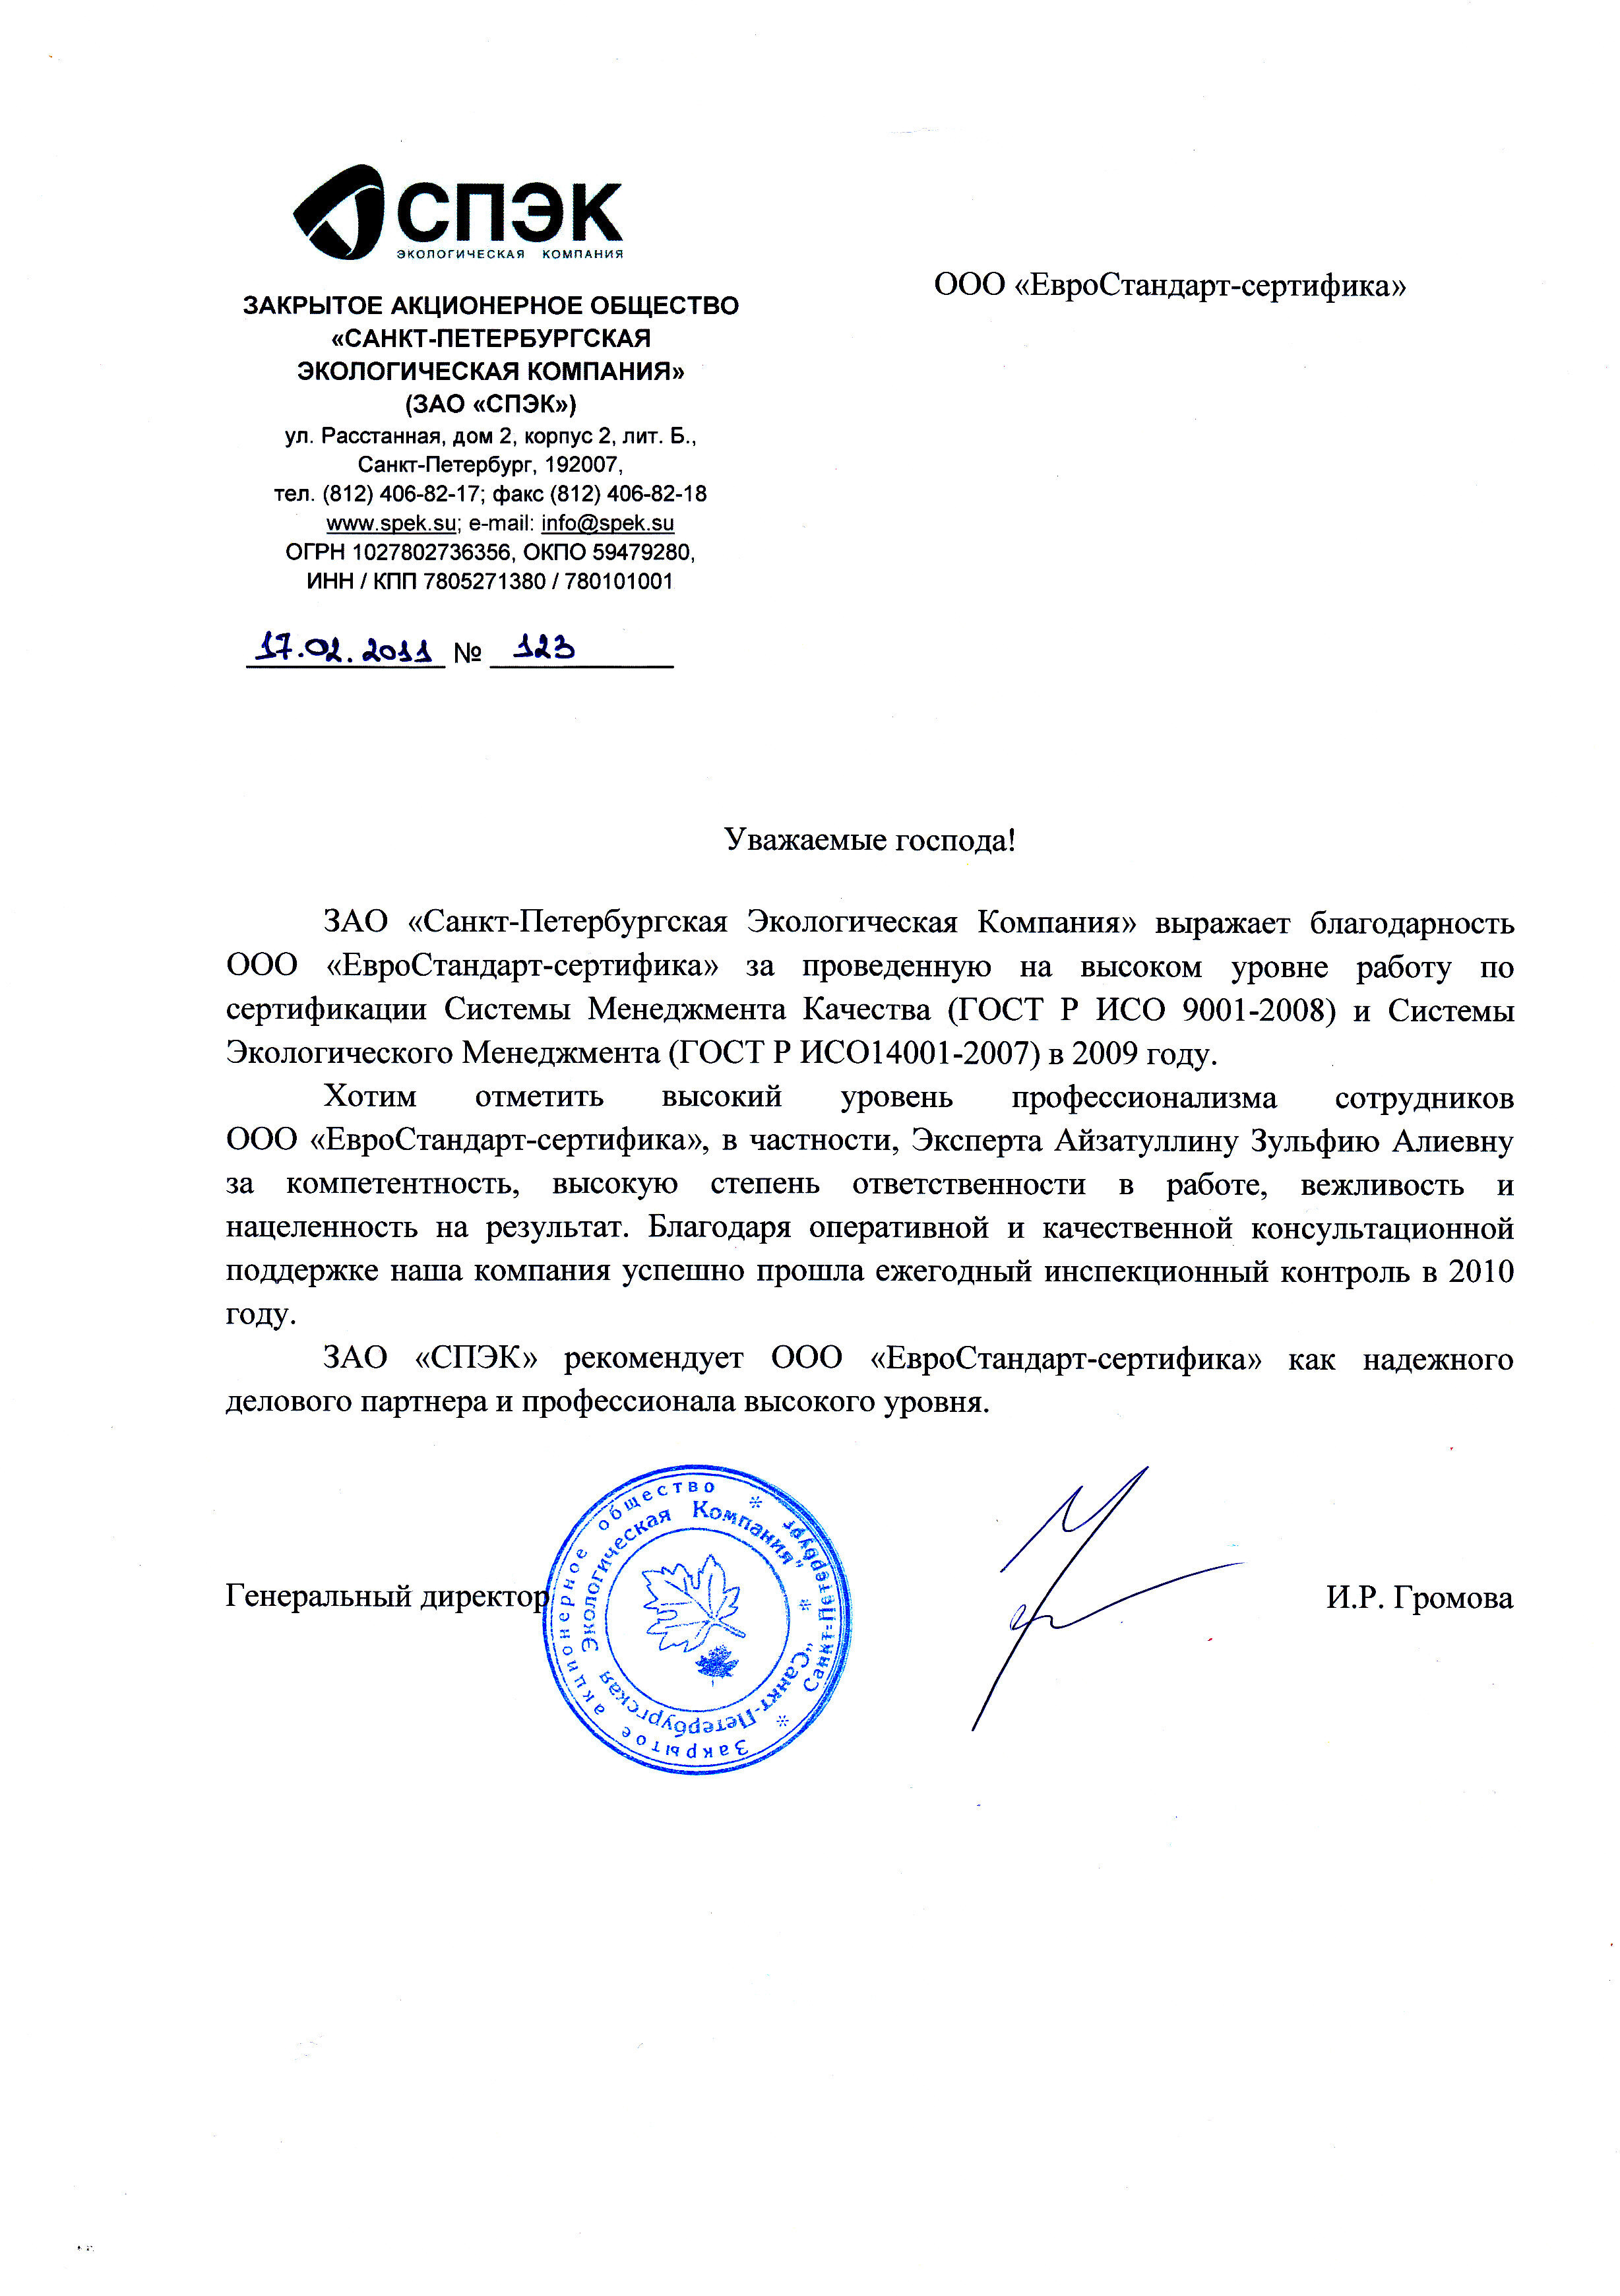 СПЭК
ЭКОЛОГИЧЕСКАЯ КОМПАНИЯ
ЗАКРЫТОЕ АКЦИОНЕРНОЕ ОБЩЕСТВО
«САНКТ-ПЕТЕРБУРГСКАЯ
ЭКОЛОГИЧЕСКАЯ КОМПАНИЯ»
(ЗАО «СПЭК»)
ул. Расстанная, дом 2, корпус 2, лит. Б.,
Санкт-Петербург, 192007,
тел. (812) 406-82-17; факс (812) 406-82-18
www.spek.su; e-mail: info@spek.su
ОГРН 1027802736356, ОКПО 59479280,
ИНН / КПП 7805271380 / 780101001
17.02.2011 № 123
ООО «ЕвроСтандарт-сертифика»
Уважаемые господа!
ЗАО «Санкт-Петербургская Экологическая Компания» выражает благодарность
ООО «ЕвроСтандарт-сертифика» за проведенную на высоком уровне работу по
сертификации Системы Менеджмента Качества (ГОСТ Р ИСО 9001-2008) и Системы
Экологического Менеджмента (ГОСТ Р ИСО14001-2007) в 2009 году.
Хотим отметить высокий уровень профессионализма сотрудников
ООО «ЕвроСтандарт-сертифика», в частности, Эксперта Айзатуллину Зульфию Алиевну
за компетентность, высокую степень ответственности в работе, вежливость и
нацеленность на результат. Благодаря оперативной и качественной консультационной
поддержке наша компания успешно прошла ежегодный инспекционный контроль в 2010
году.
ЗАО «СПЭК» рекомендует ООО «ЕвроСтандарт-сертифика» как надежного
делового партнера и профессионала высокого уровня.
Генеральный директор
И.Р. Громова
Закрытое акционерное общество * Санкт-Петербург *
"Санкт-Петербургская Экологическая Компания" *